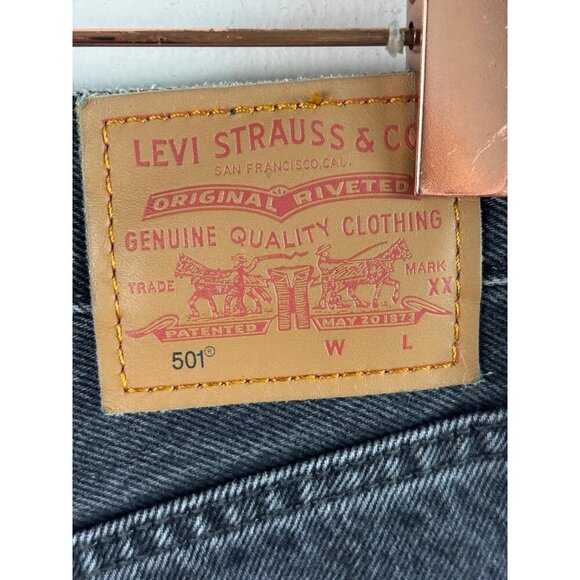 LEVI STRAUSS & CO
SAN FRANCISCO, CAL.
ORIGINAL RIVETED
GENUINE QUALITY CLOTHING
TRADE MARK
XX
PATENTED MAY 20 1873
501® W L